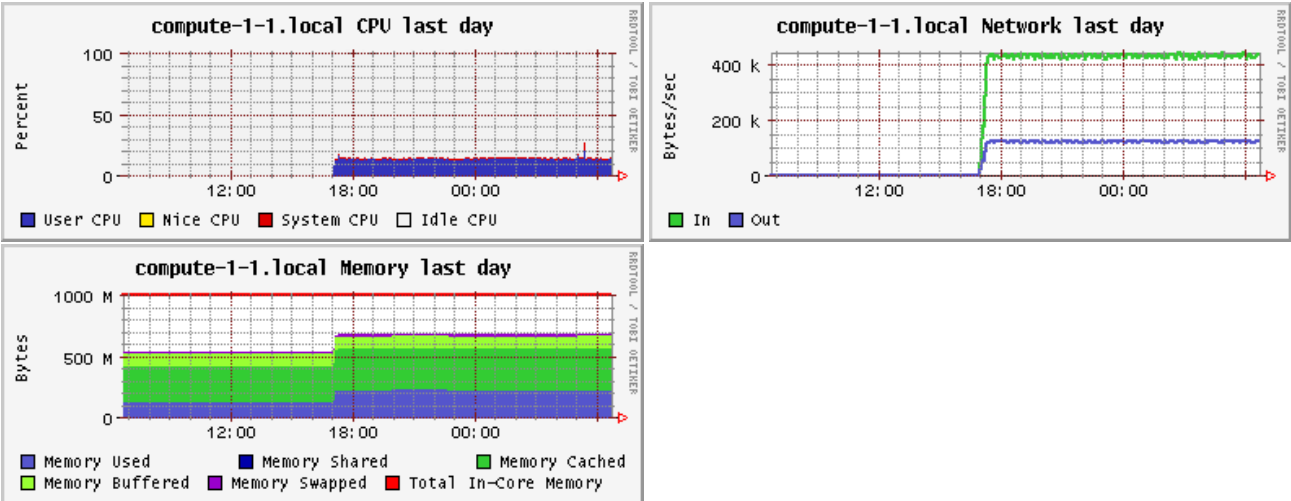 compute-1-1.local CPU last day
RRDTOOL / TOBI OETIKER
Percent
100
50
0
12:00 18:00 00:00
User CPU Nice CPU System CPU Idle CPU
compute-1-1.local Network last day
RRDTOOL / TOBI OETIKER
Bytes/sec
400 k
200 k
0
12:00 18:00 00:00
In Out
compute-1-1.local Memory last day
RRDTOOL / TOBI OETIKER
Bytes
1000 M
500 M
0
12:00 18:00 00:00
Memory Used Memory Shared Memory Cached
Memory Buffered Memory Swapped Total In-Core Memory